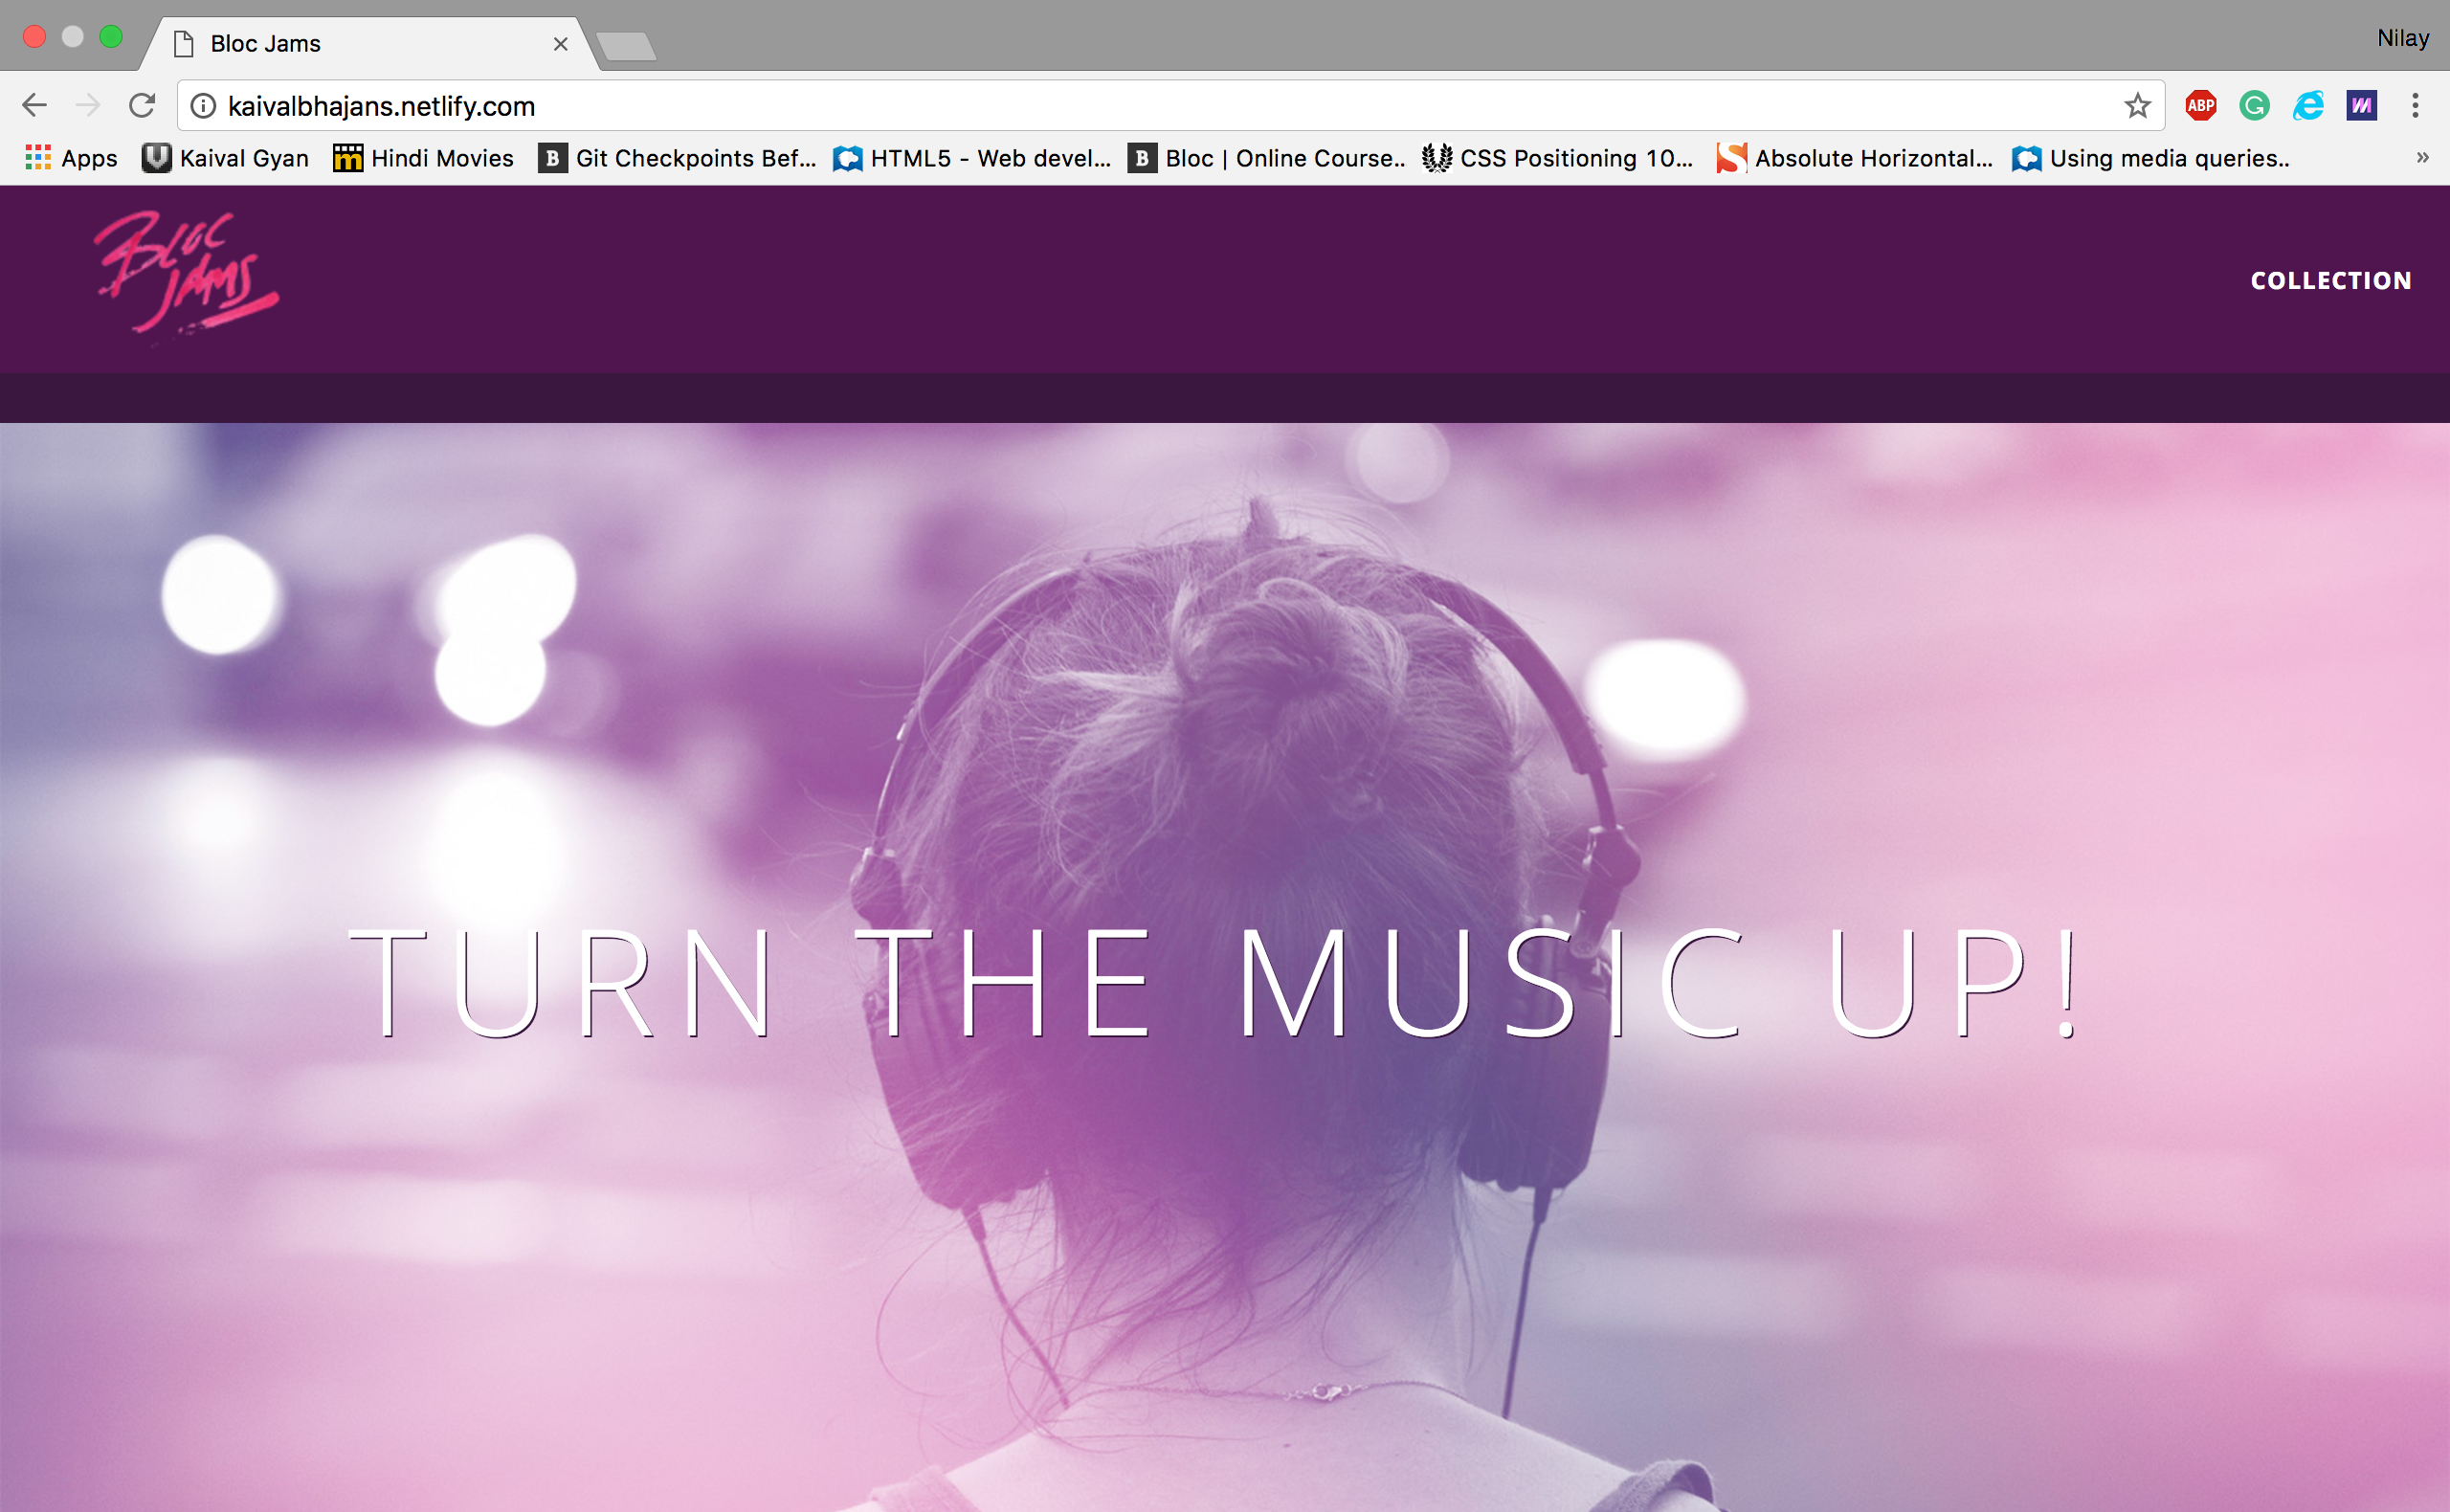 Bloc Jams
Nilay
kaivalbhajans.netlify.com
ABP
Apps Kaival Gyan Hindi Movies Git Checkpoints Bef... HTML5 - Web devel... Bloc | Online Course.. CSS Positioning 10... Absolute Horizontal... Using media queries..
BLOC
JAMS
COLLECTION
TURN THE MUSIC UP!